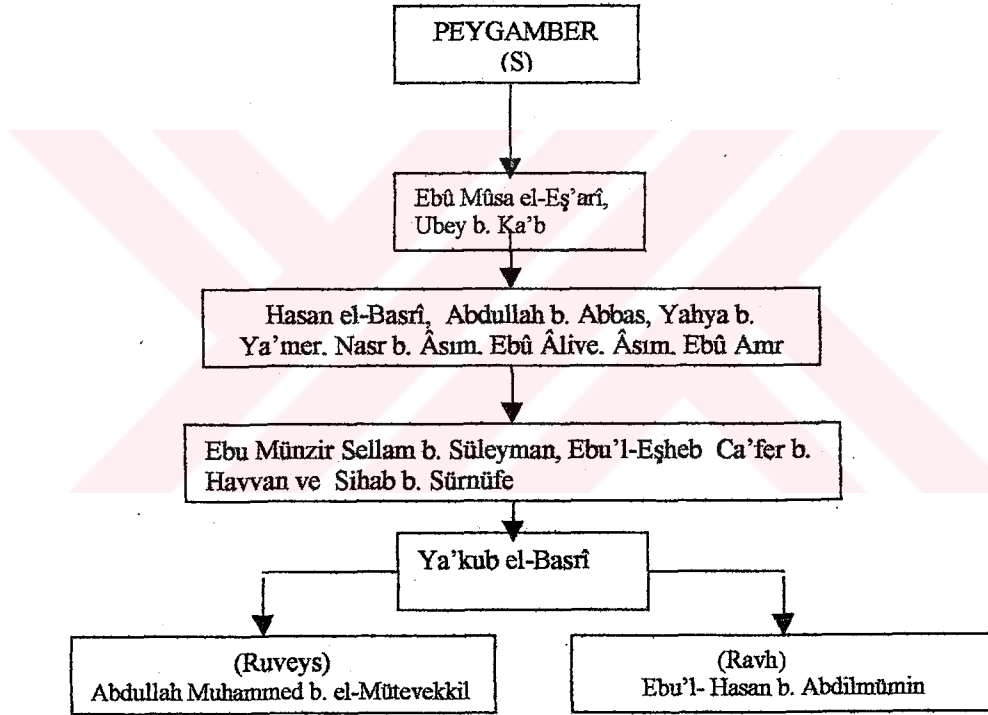 PEYGAMBER
(S)
Ebû Mûsa el-Eş'arî,
Ubey b. Ka'b
Hasan el-Basrî, Abdullah b. Abbas, Yahya b.
Ya'mer. Nasr b. Âsım. Ebû Âlive. Âsım. Ebû Amr
Ebu Münzir Sellam b. Süleyman, Ebu'l-Eşheb Ca'fer b.
Havvan ve Sihab b. Sürnüfe
Ya'kub el-Basrî
(Ruveys)
Abdullah Muhammed b. el-Mütevekkil
(Ravh)
Ebu'l- Hasan b. Abdilmümin